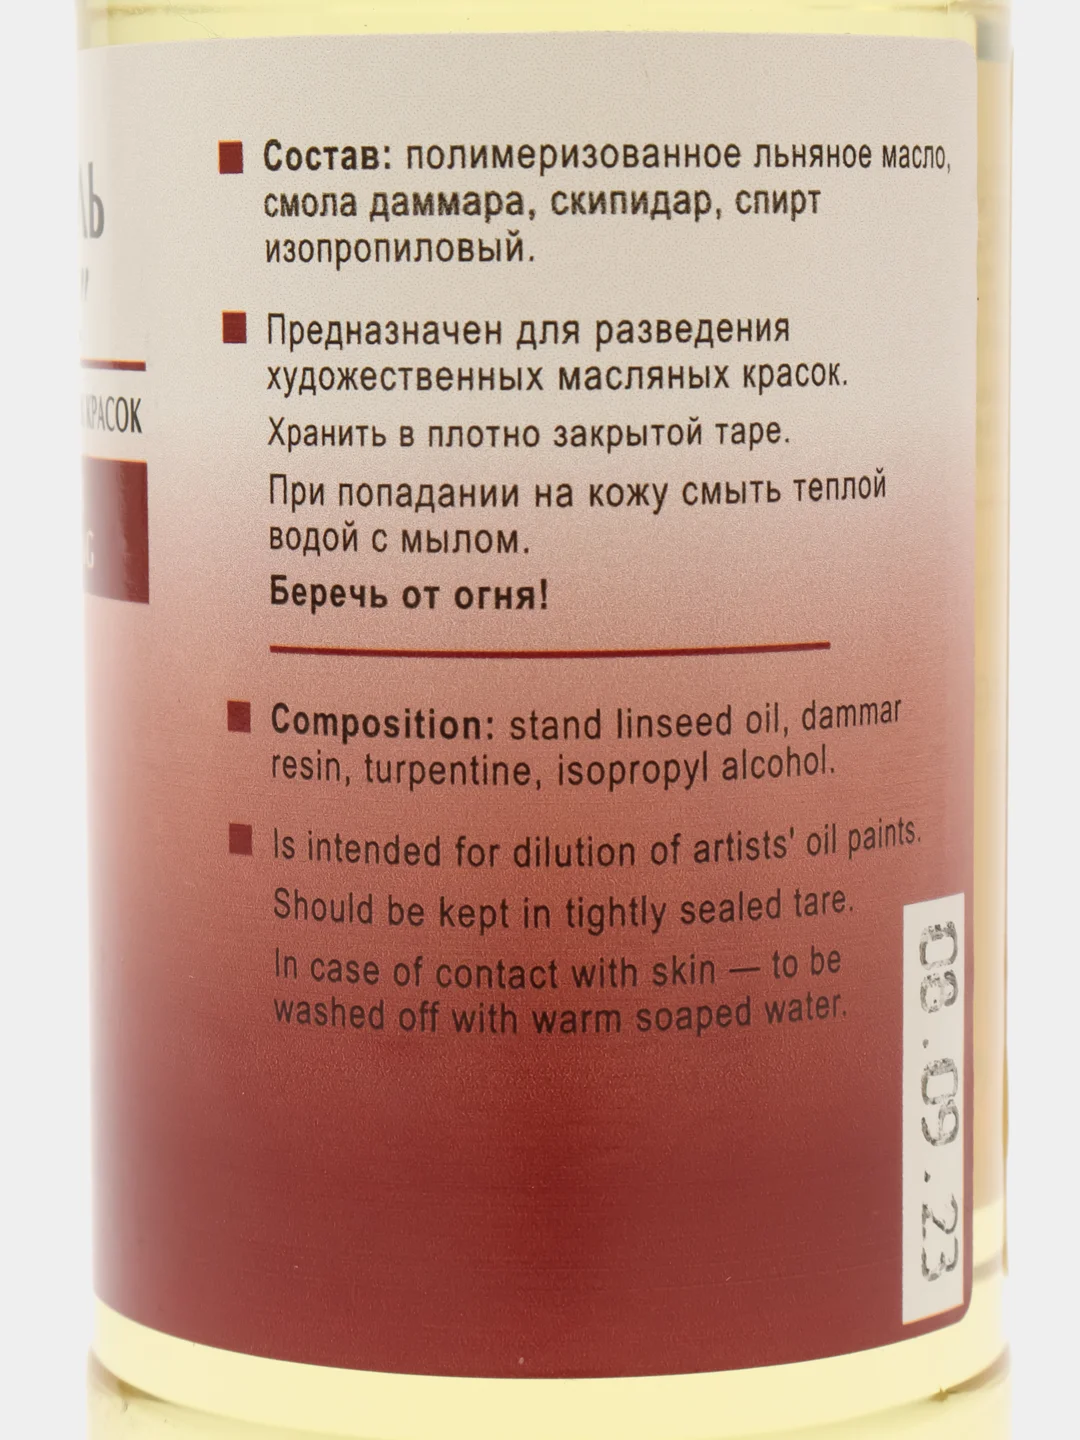 КРАСОК
Состав: полимеризованное льняное масло,
смола даммара, скипидар, спирт
изопропиловый.
Предназначен для разведения
художественных масляных красок.
Хранить в плотно закрытой таре.
При попадании на кожу смыть теплой
водой с мылом.
Беречь от огня!
Composition: stand linseed oil, dammar
resin, turpentine, isopropyl alcohol.
Is intended for dilution of artists' oil paints.
Should be kept in tightly sealed tare.
In case of contact with skin — to be
washed off with warm soaped water.
08.09.23